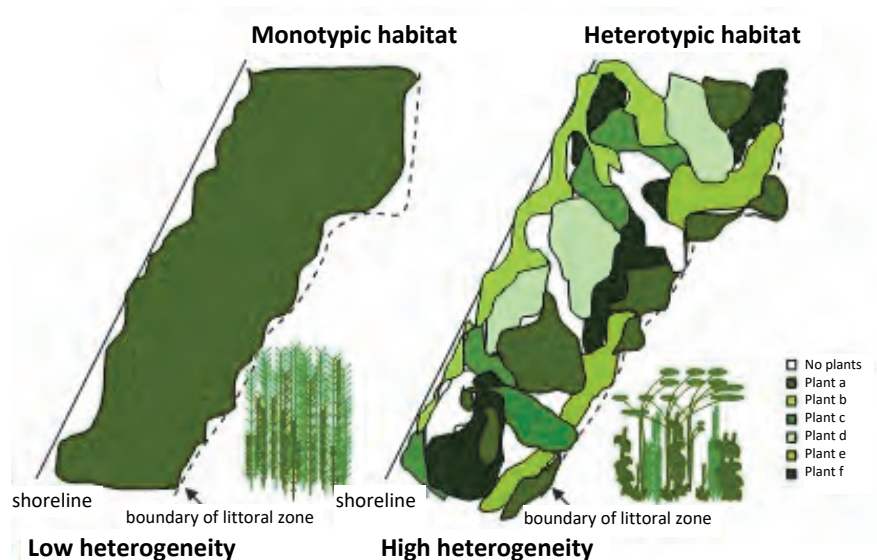 Monotypic habitat
Heterotypic habitat
No plants
Plant a
Plant b
Plant c
Plant d
Plant e
Plant f
shoreline
boundary of littoral zone
shoreline
boundary of littoral zone
Low heterogeneity
High heterogeneity